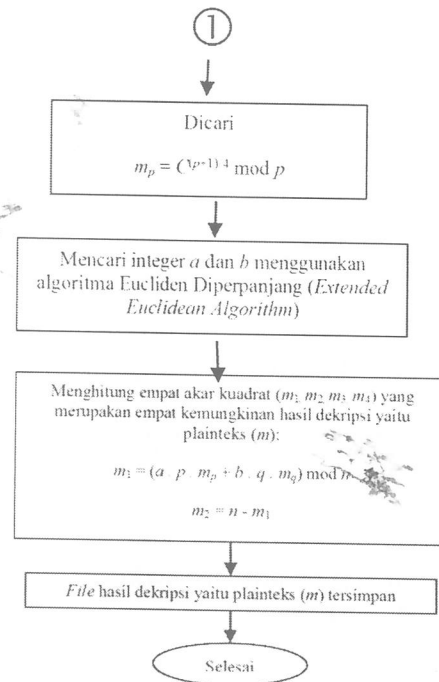 1
Dicari
m_p = C^(p+1)/4 mod p
Mencari integer a dan b menggunakan
algoritma Eucliden Diperpanjang (Extended
Euclidean Algorithm)
Menghitung empat akar kuadrat (m₁ m₂ m₃ m₄) yang
merupakan empat kemungkinan hasil dekripsi yaitu
plainteks (m):
m₁ = (a . p . m_p + b . q . m_q) mod
m₂ = n - m₁
File hasil dekripsi yaitu plainteks (m) tersimpan
Selesai